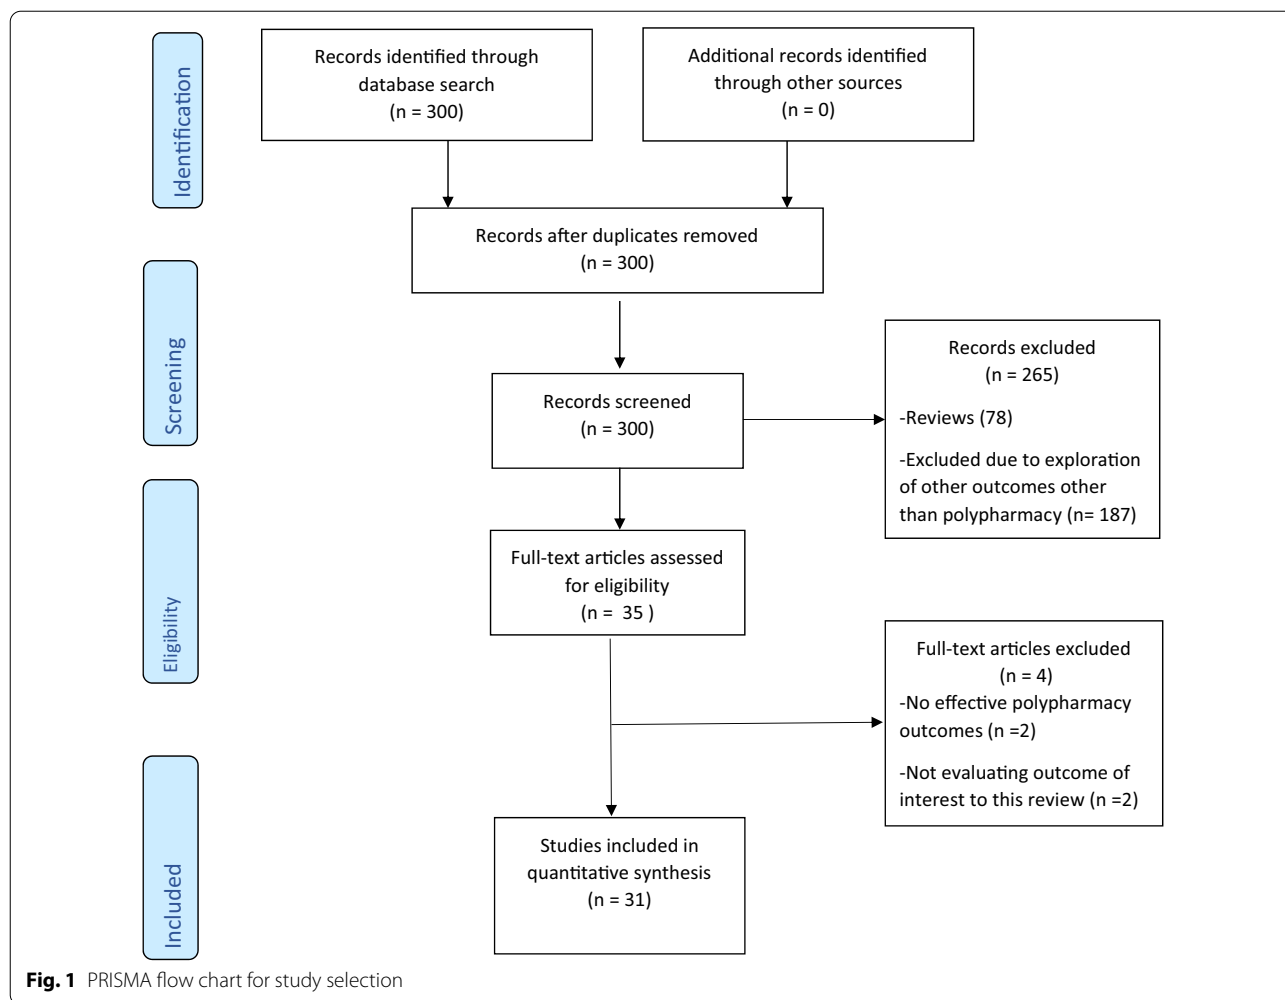 Identification
Records identified through
database search
(n = 300)
Additional records identified
through other sources
(n = 0)
Records after duplicates removed
(n = 300)
Screening
Records screened
(n = 300)
Records excluded
(n = 265)
-Reviews (78)
-Excluded due to exploration
of other outcomes other
than polypharmacy (n= 187)
Eligibility
Full-text articles assessed
for eligibility
(n =  35 )
Full-text articles excluded
(n = 4)
-No effective polypharmacy
outcomes (n =2)
-Not evaluating outcome of
interest to this review (n =2)
Included
Studies included in
quantitative synthesis
(n = 31)
Fig. 1 PRISMA flow chart for study selection